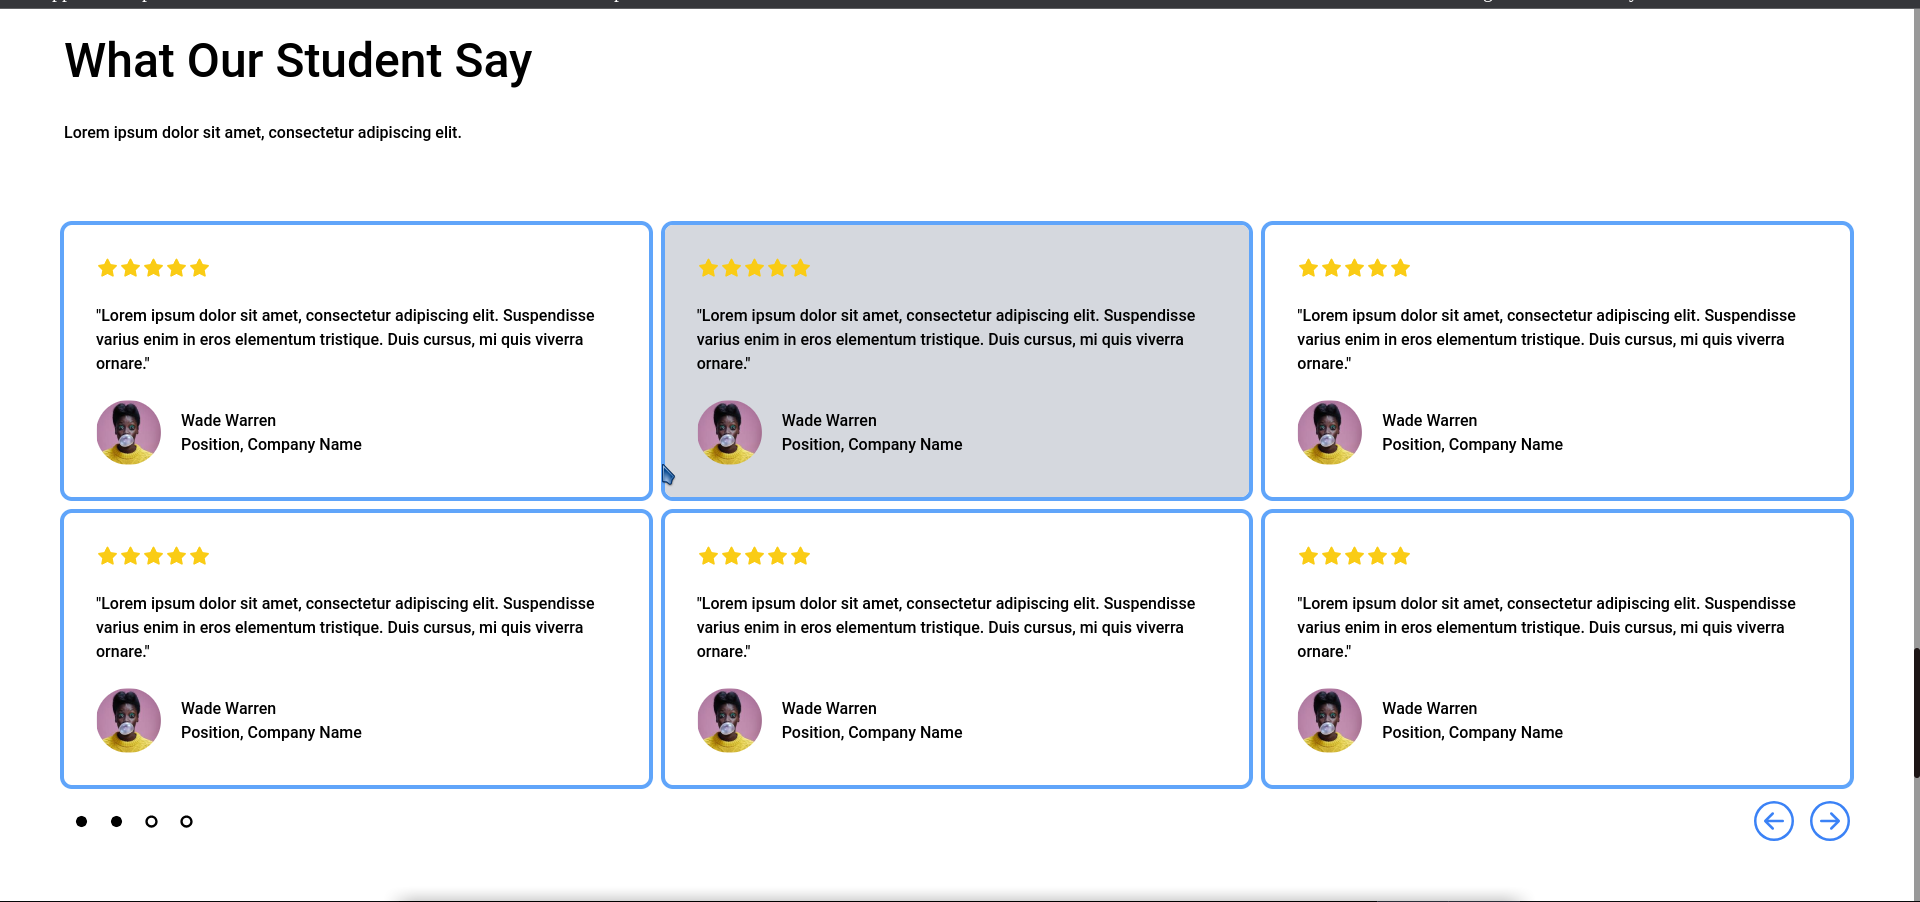 What Our Student Say
Lorem ipsum dolor sit amet, consectetur adipiscing elit.
"Lorem ipsum dolor sit amet, consectetur adipiscing elit. Suspendisse
varius enim in eros elementum tristique. Duis cursus, mi quis viverra
ornare."
Wade Warren
Position, Company Name
"Lorem ipsum dolor sit amet, consectetur adipiscing elit. Suspendisse
varius enim in eros elementum tristique. Duis cursus, mi quis viverra
ornare."
Wade Warren
Position, Company Name
"Lorem ipsum dolor sit amet, consectetur adipiscing elit. Suspendisse
varius enim in eros elementum tristique. Duis cursus, mi quis viverra
ornare."
Wade Warren
Position, Company Name
"Lorem ipsum dolor sit amet, consectetur adipiscing elit. Suspendisse
varius enim in eros elementum tristique. Duis cursus, mi quis viverra
ornare."
Wade Warren
Position, Company Name
"Lorem ipsum dolor sit amet, consectetur adipiscing elit. Suspendisse
varius enim in eros elementum tristique. Duis cursus, mi quis viverra
ornare."
Wade Warren
Position, Company Name
"Lorem ipsum dolor sit amet, consectetur adipiscing elit. Suspendisse
varius enim in eros elementum tristique. Duis cursus, mi quis viverra
ornare."
Wade Warren
Position, Company Name